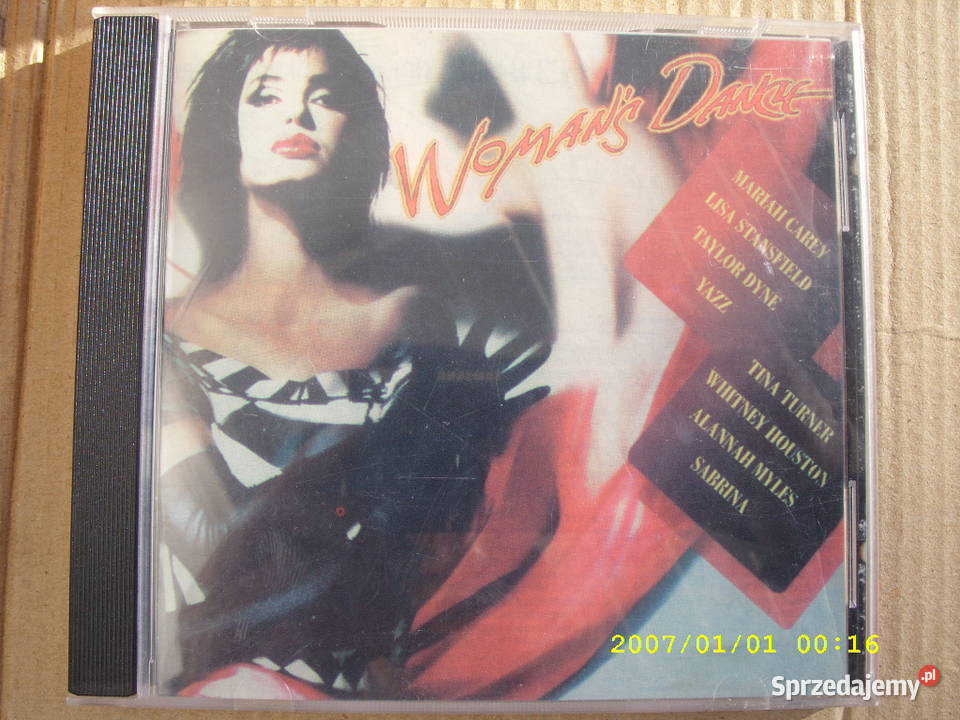 WOMAN'S DANCE
MARIAH CAREY
LISA STANSFIELD
TAYLOR DYNE
YAZZ
TINA TURNER
WHITNEY HOUSTON
ALANNAH MYLES
SABRINA
2007/01/01 00:16
Sprzedajemy.pl